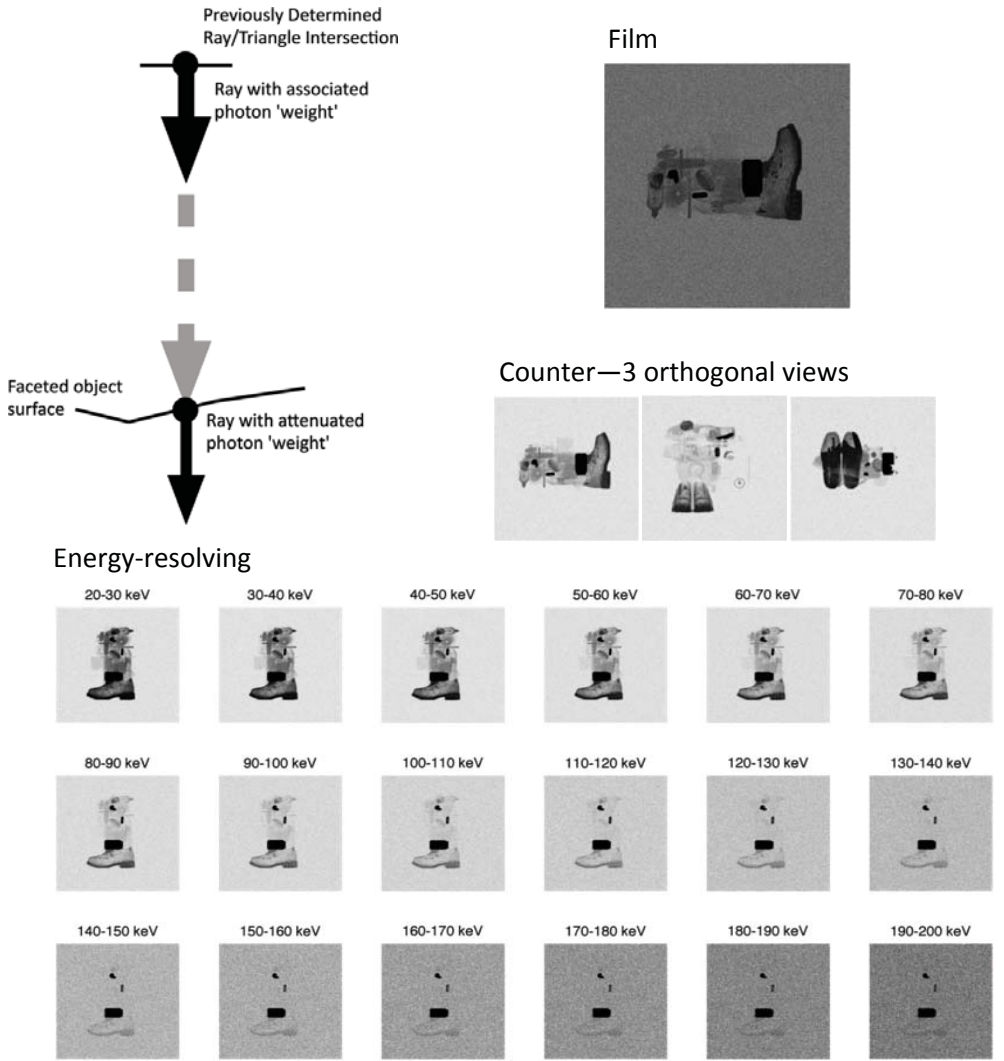 Previously Determined
Ray/Triangle Intersection
Ray with associated
photon 'weight'
Faceted object
surface
Ray with attenuated
photon 'weight'
Film
Counter—3 orthogonal views
Energy-resolving
20-30 keV
30-40 keV
40-50 keV
50-60 keV
60-70 keV
70-80 keV
80-90 keV
90-100 keV
100-110 keV
110-120 keV
120-130 keV
130-140 keV
140-150 keV
150-160 keV
160-170 keV
170-180 keV
180-190 keV
190-200 keV